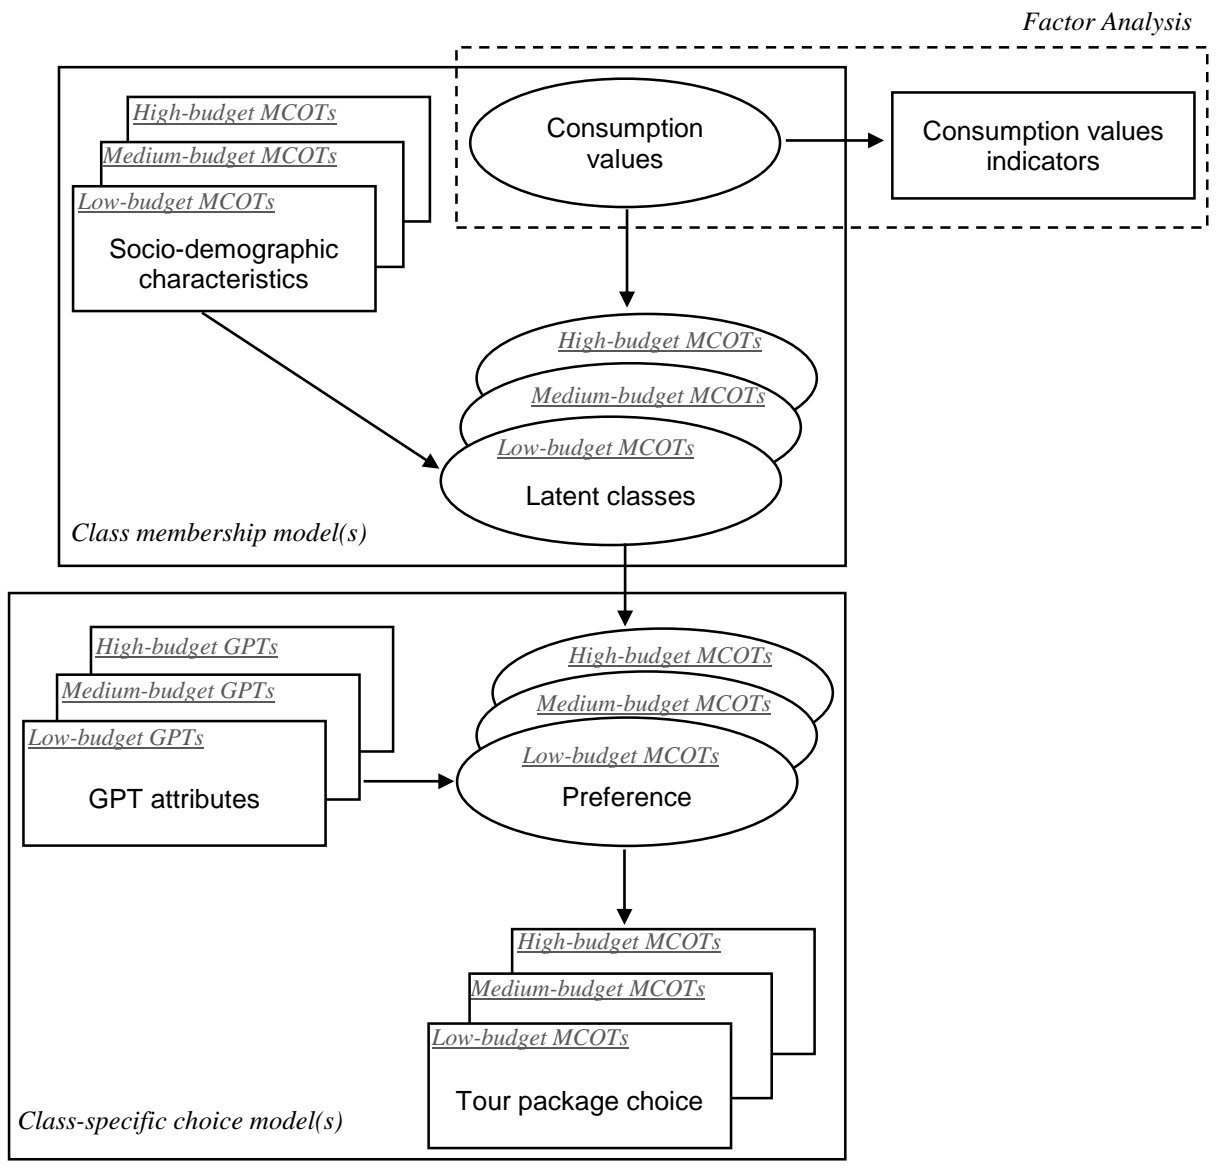 Factor Analysis
High-budget MCOTs
Medium-budget MCOTs
Low-budget MCOTs
Socio-demographic
characteristics
Consumption
values
Consumption values
indicators
High-budget MCOTs
Medium-budget MCOTs
Low-budget MCOTs
Latent classes
Class membership model(s)
High-budget GPTs
Medium-budget GPTs
Low-budget GPTs
GPT attributes
High-budget MCOTs
Medium-budget MCOTs
Low-budget MCOTs
Preference
High-budget MCOTs
Medium-budget MCOTs
Low-budget MCOTs
Tour package choice
Class-specific choice model(s)